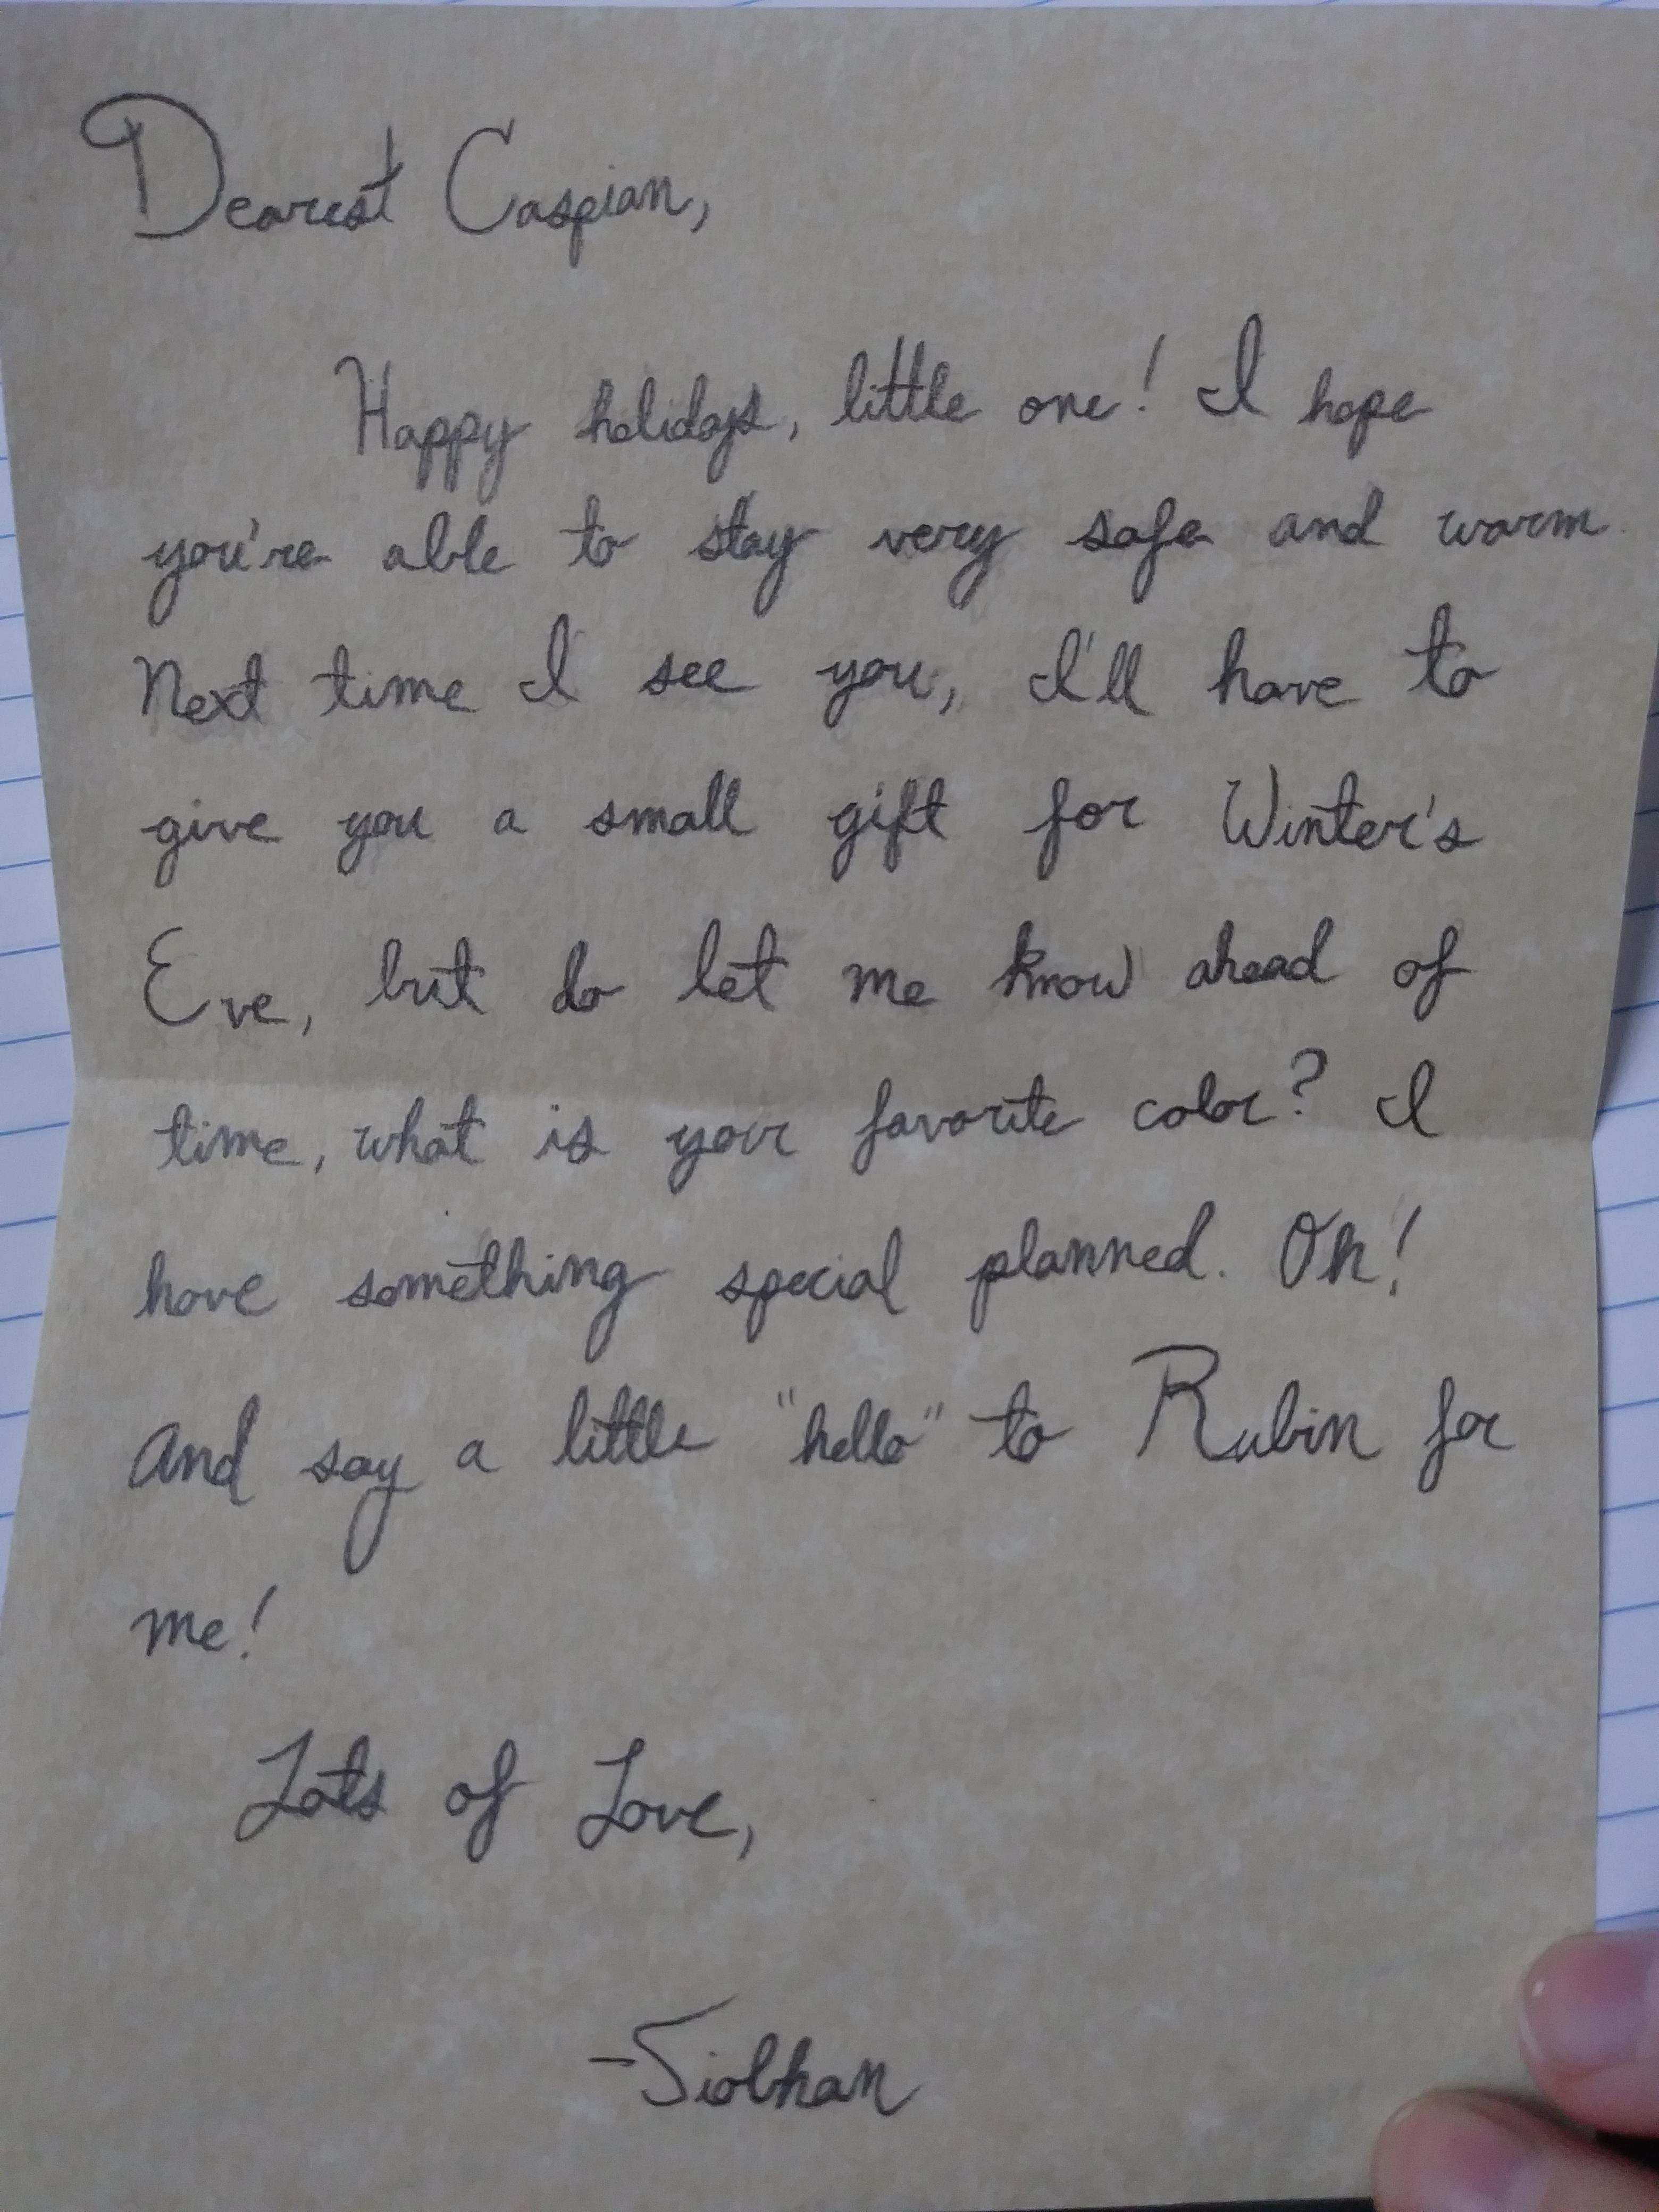 Dearest Caspian,
Happy holidays, little one! I hope
you're able to stay very safe and warm.
Next time I see you, I'll have to
give you a small gift for Winter's
Eve, but do let me know ahead of
time, what is your favorite color? I
have something special planned. Oh!
And say a little "hello" to Rubin for
me!
Lots of Love,
-Siobhan